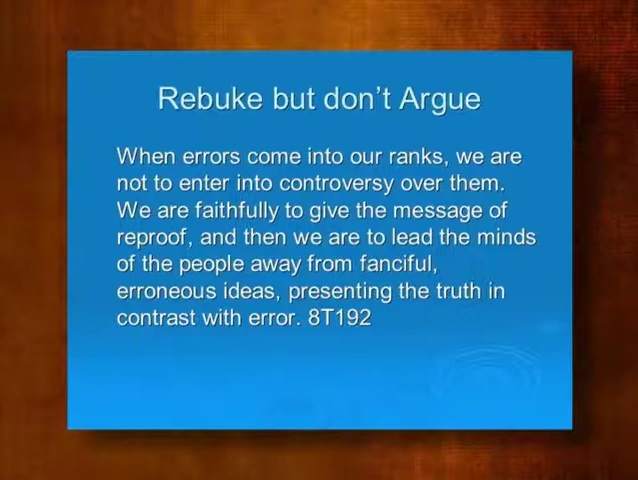 Rebuke but don't Argue
When errors come into our ranks, we are
not to enter into controversy over them.
We are faithfully to give the message of
reproof, and then we are to lead the minds
of the people away from fanciful,
erroneous ideas, presenting the truth in
contrast with error. 8T192